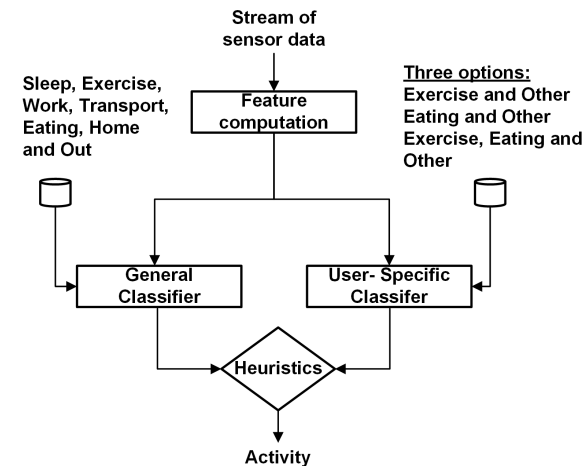 Stream of
sensor data
Sleep, Exercise,
Work, Transport,
Eating, Home
and Out
Three options:
Exercise and Other
Eating and Other
Exercise, Eating and
Other
Feature
computation
General
Classifier
User- Specific
Classifer
Heuristics
Activity